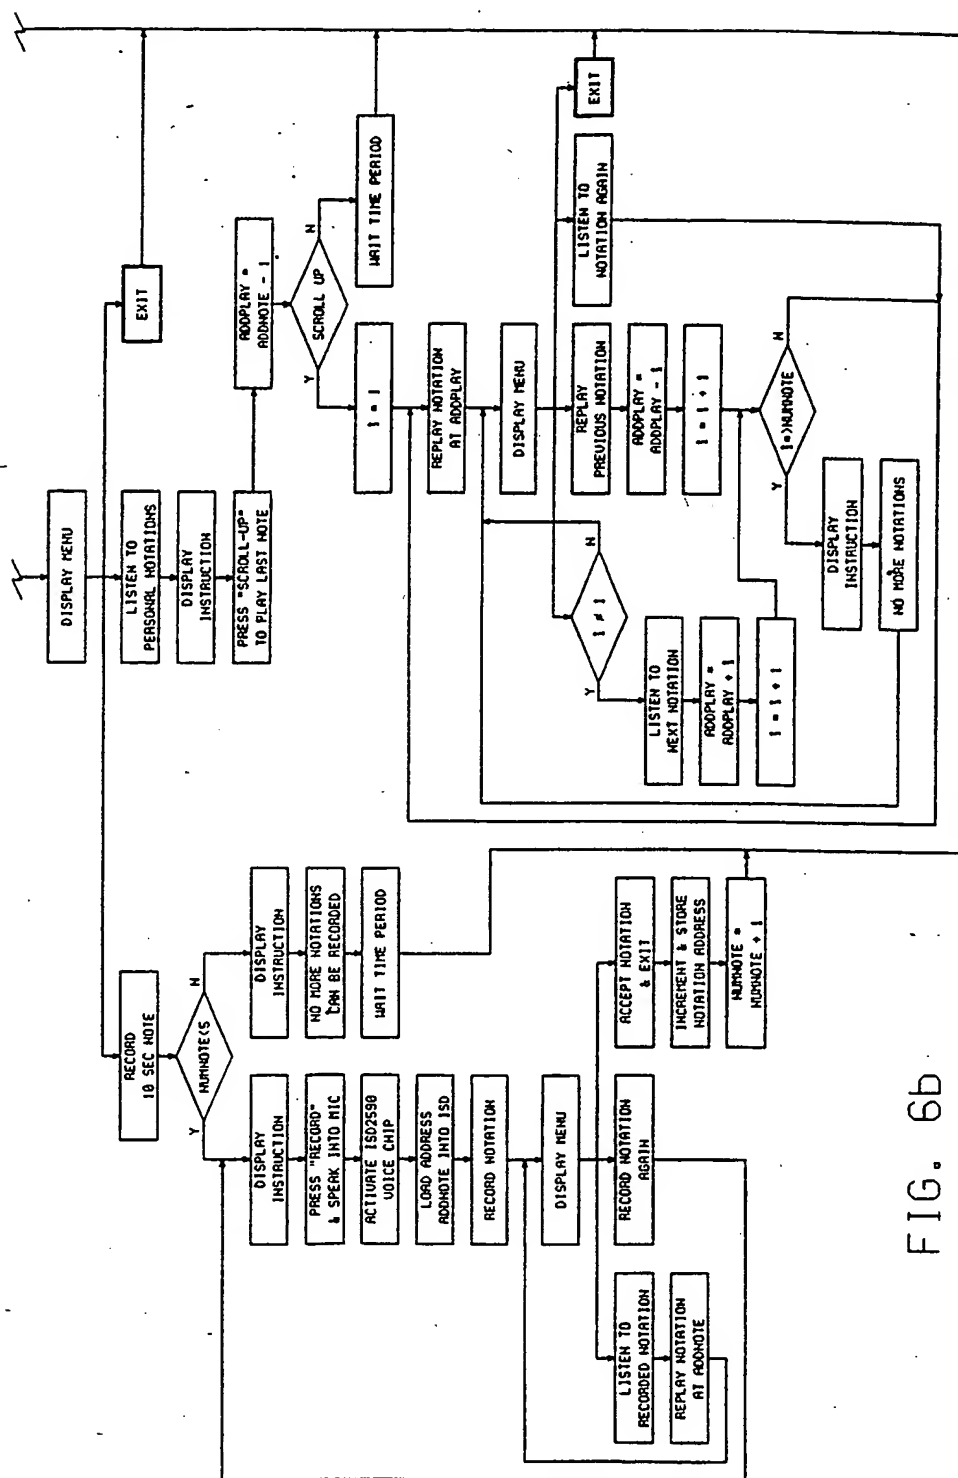 DISPLAY MENU
RECORD
10 SEC NOTE
LISTEN TO
PERSONAL NOTATIONS
EXIT
NUMNOTE<5
Y
N
DISPLAY
INSTRUCTION
PRESS "SCROLL-UP"
TO PLAY LAST NOTE
ADDPLAY =
ADDNOTE - 1
SCROLL UP
Y
N
WAIT TIME PERIOD
DISPLAY
INSTRUCTION
PRESS "RECORD"
& SPEAK INTO MIC
ACTIVATE ISD2590
VOICE CHIP
LOAD ADDRESS
ADDNOTE INTO ISD
RECORD NOTATION
DISPLAY MENU
DISPLAY
INSTRUCTION
NO MORE NOTATIONS
CAN BE RECORDED
WAIT TIME PERIOD
LISTEN TO
RECORDED NOTATION
REPLAY NOTATION
AT ADDNOTE
RECORD NOTATION
AGAIN
ACCEPT NOTATION
& EXIT
INCREMENT & STORE
NOTATION ADDRESS
NUMNOTE =
NUMNOTE + 1
I = 1
REPLAY NOTATION
AT ADDPLAY
DISPLAY MENU
I ≠ 1
Y
N
LISTEN TO
NEXT NOTATION
ADDPLAY =
ADDPLAY + 1
I = I + 1
REPLAY
PREVIOUS NOTATION
ADDPLAY =
ADDPLAY - 1
I = I + 1
LISTEN TO
NOTATION AGAIN
EXIT
I=>NUMNOTE
Y
N
DISPLAY
INSTRUCTION
NO MORE NOTATIONS
FIG. 6b